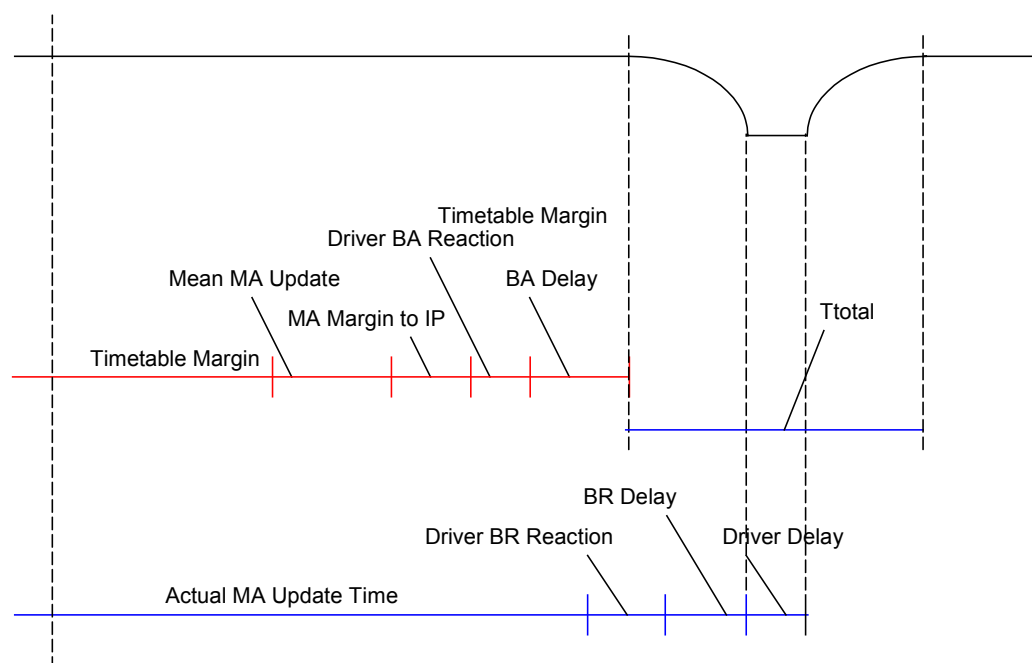 Timetable Margin
Driver BA Reaction
Mean MA Update
BA Delay
MA Margin to IP
Ttotal
Timetable Margin
BR Delay
Driver BR Reaction
Driver Delay
Actual MA Update Time